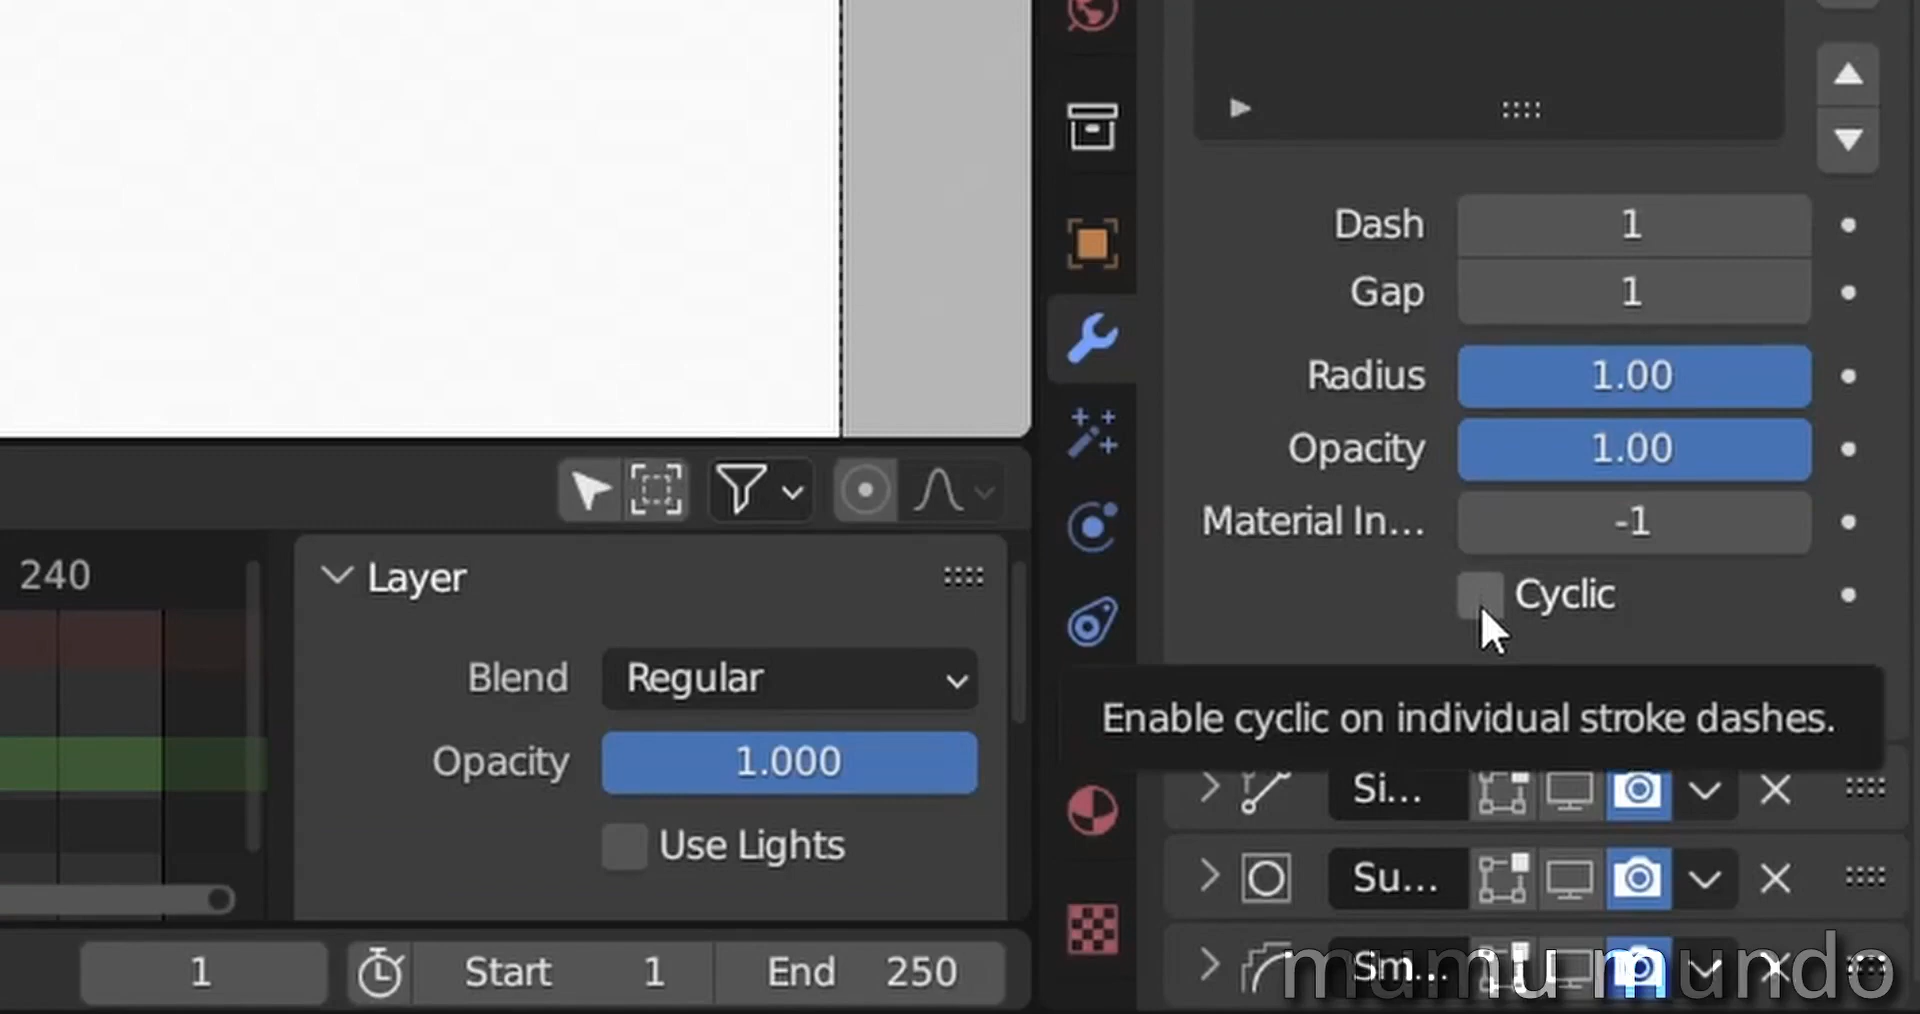 Dash 1
Gap 1
Radius 1.00
Opacity 1.00
Material In... -1
Cyclic
Enable cyclic on individual stroke dashes.
240
Layer
Blend Regular
Opacity 1.000
Use Lights
Si...
Su...
Sm...
1
Start 1
End 250
mumu mundo